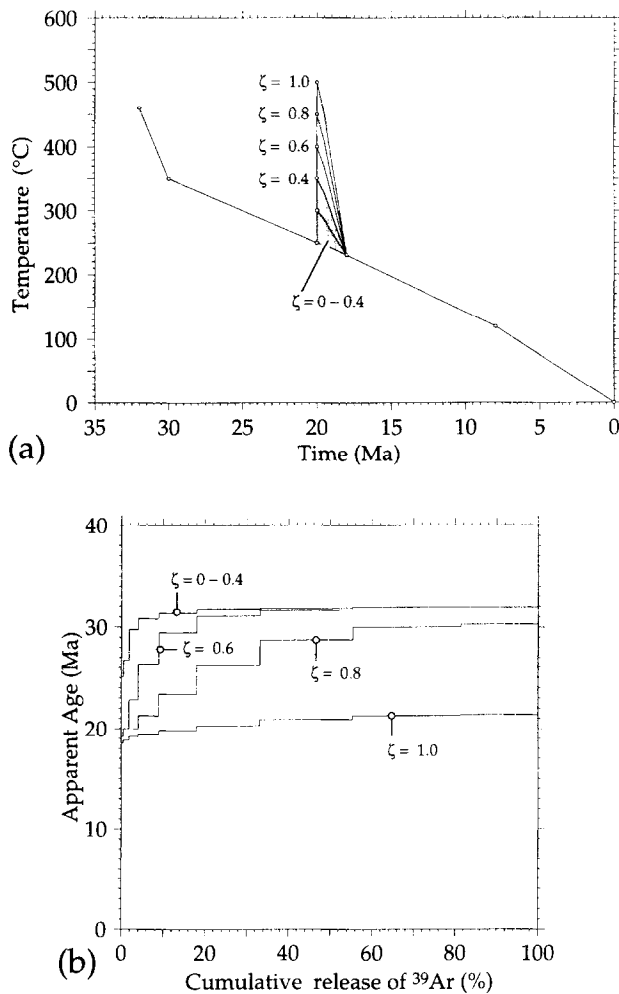 600
500
400
300
200
100
0
Temperature (°C)
ζ = 1.0
ζ = 0.8
ζ = 0.6
ζ = 0.4
ζ = 0 – 0.4
35 30 25 20 15 10 5 0
Time (Ma)
(a)
40
30
20
10
0
Apparent Age (Ma)
ζ = 0 – 0.4
ζ = 0.6
ζ = 0.8
ζ = 1.0
0 20 40 60 80 100
Cumulative release of ³⁹Ar (%)
(b)